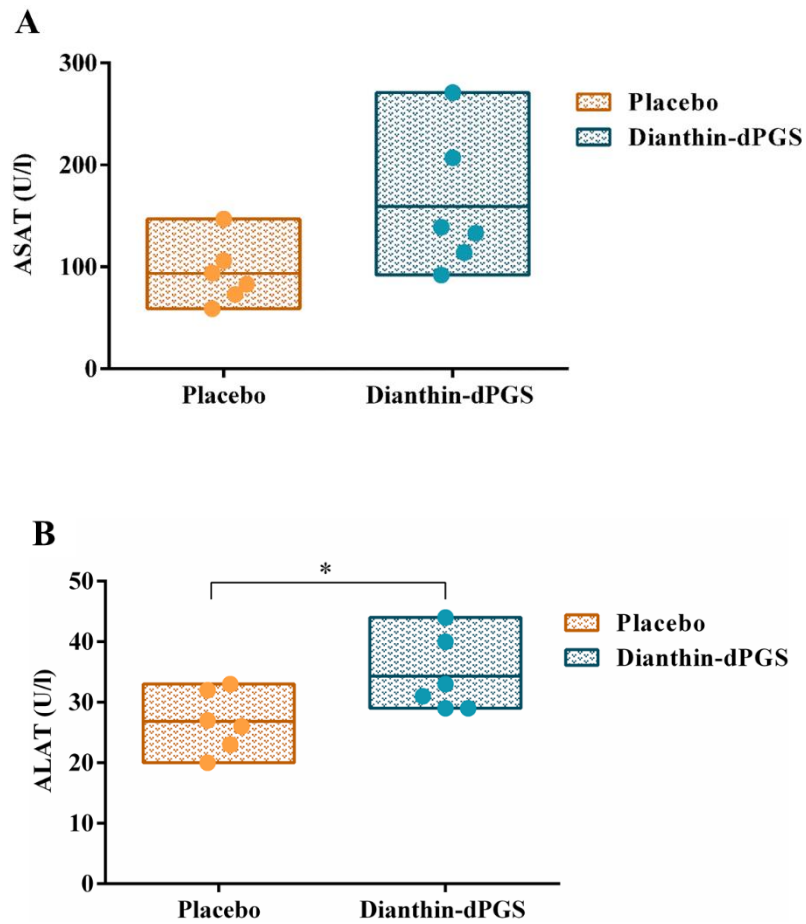 A
300
200
100
0
ASAT (U/l)
Placebo
Dianthin-dPGS
Placebo
Dianthin-dPGS
B
*
50
40
30
20
10
0
ALAT (U/l)
Placebo
Dianthin-dPGS
Placebo
Dianthin-dPGS